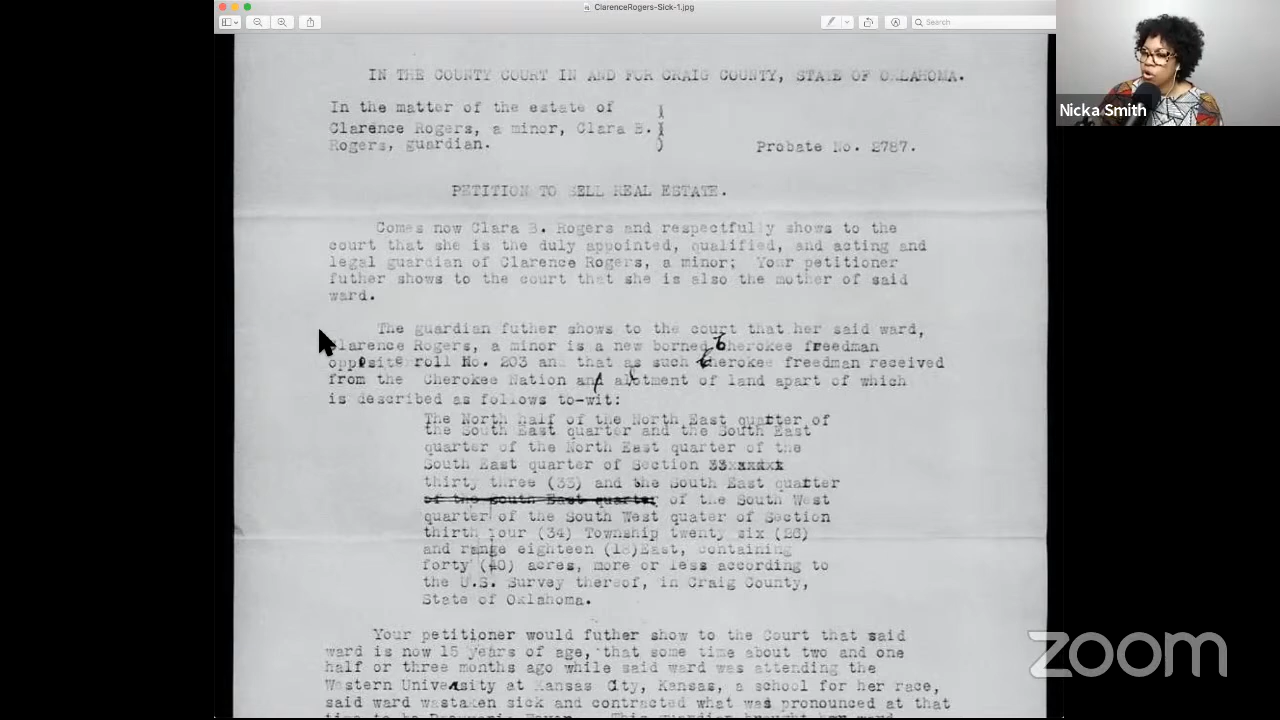 ClarenceRogers-Sick-1.jpg
Search
Nicka Smith
IN THE COUNTY COURT IN AND FOR CRAIG COUNTY, STATE OF OKLAHOMA.
In the matter of the estate of
Clarence Rogers, a minor, Clara B.
Rogers, guardian.
Probate No. 2787.
PETITION TO SELL REAL ESTATE.
Comes now Clara B. Rogers and respectfully shows to the
court that she is the duly appointed, qualified, and acting and
legal guardian of Clarence Rogers, a minor; Your petitioner
futher shows to the court that she is also the mother of said
ward.
The guardian futher shows to the court that her said ward,
Clarence Rogers, a minor is a new borned Cherokee freedman
opposite roll No. 203 and that as such Cherokee freedman received
from the Cherokee Nation and alotment of land apart of which
is described as follows to-wit:
The North half of the North East quartter of
the South East quarter and the South East
quarter of the North East quarter of the
South East quarter of Section 33
thirty three (33) and the South East quartter
of the south East quarter of the South West
quarter of the South West quater of Section
thirth four (34) Township twenty six (26)
and range eighteen (18)East, containing
forty (40) acres, more or less according to
the U.S. Survey thereof, in Craig County,
State of Oklahoma.
Your petitioner would futher show to the Court that said
ward is now 15 years of age, that some time about two and one
half or three months ago while said ward was attending the
Western University at Kansas City, Kansas, a school for her race,
said ward wastaken sick and contracted what was pronounced at that
zoom